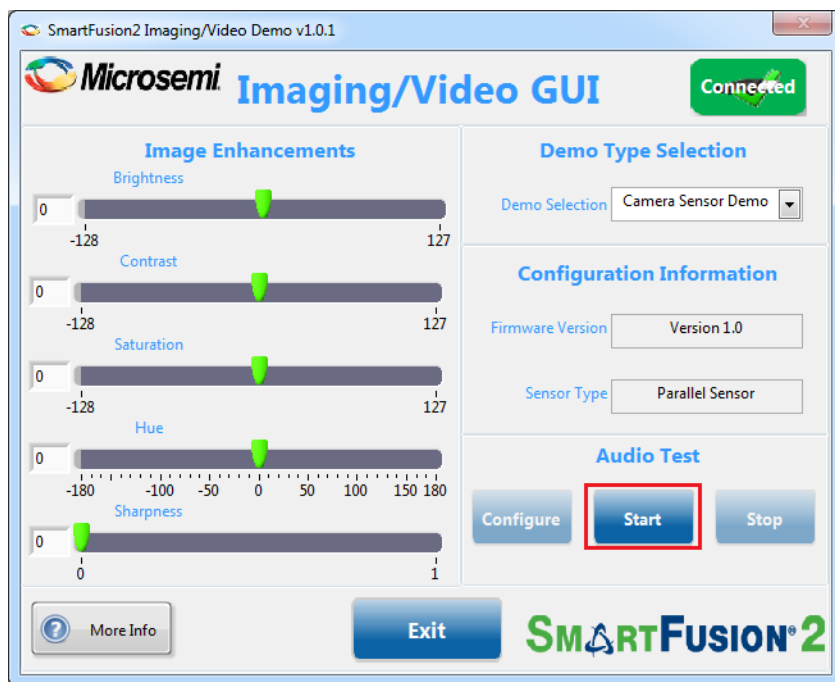 SmartFusion2 Imaging/Video Demo v1.0.1
Microsemi.
Imaging/Video GUI
Connected
Image Enhancements
Brightness
0
-128 127
Contrast
0
-128 127
Saturation
0
-128 127
Hue
0
-180 -100 -50 0 50 100 150 180
Sharpness
0
0 1
Demo Type Selection
Demo Selection Camera Sensor Demo
Configuration Information
Firmware Version Version 1.0
Sensor Type Parallel Sensor
Audio Test
Configure Start Stop
? More Info
Exit
SMARTFUSION®2